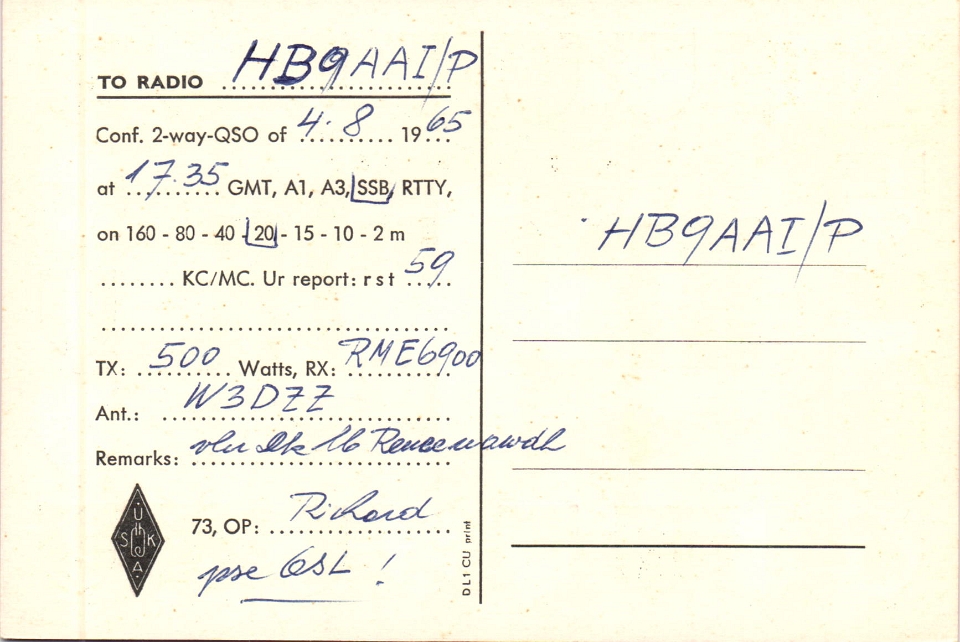 TO RADIO HB9AAI/P
Conf. 2-way-QSO of 4.8 1965
at 17.35 GMT, A1, A3, SSB, RTTY,
on 160 - 80 - 40 - 20 - 15 - 10 - 2 m
KC/MC. Ur report: rst 59
TX: 500 Watts, RX: RME6900
Ant.: W3DZZ
Remarks:
73, OP: Richard
pse QSL !
U
S K
A
DL1 CU print
HB9AAI/P